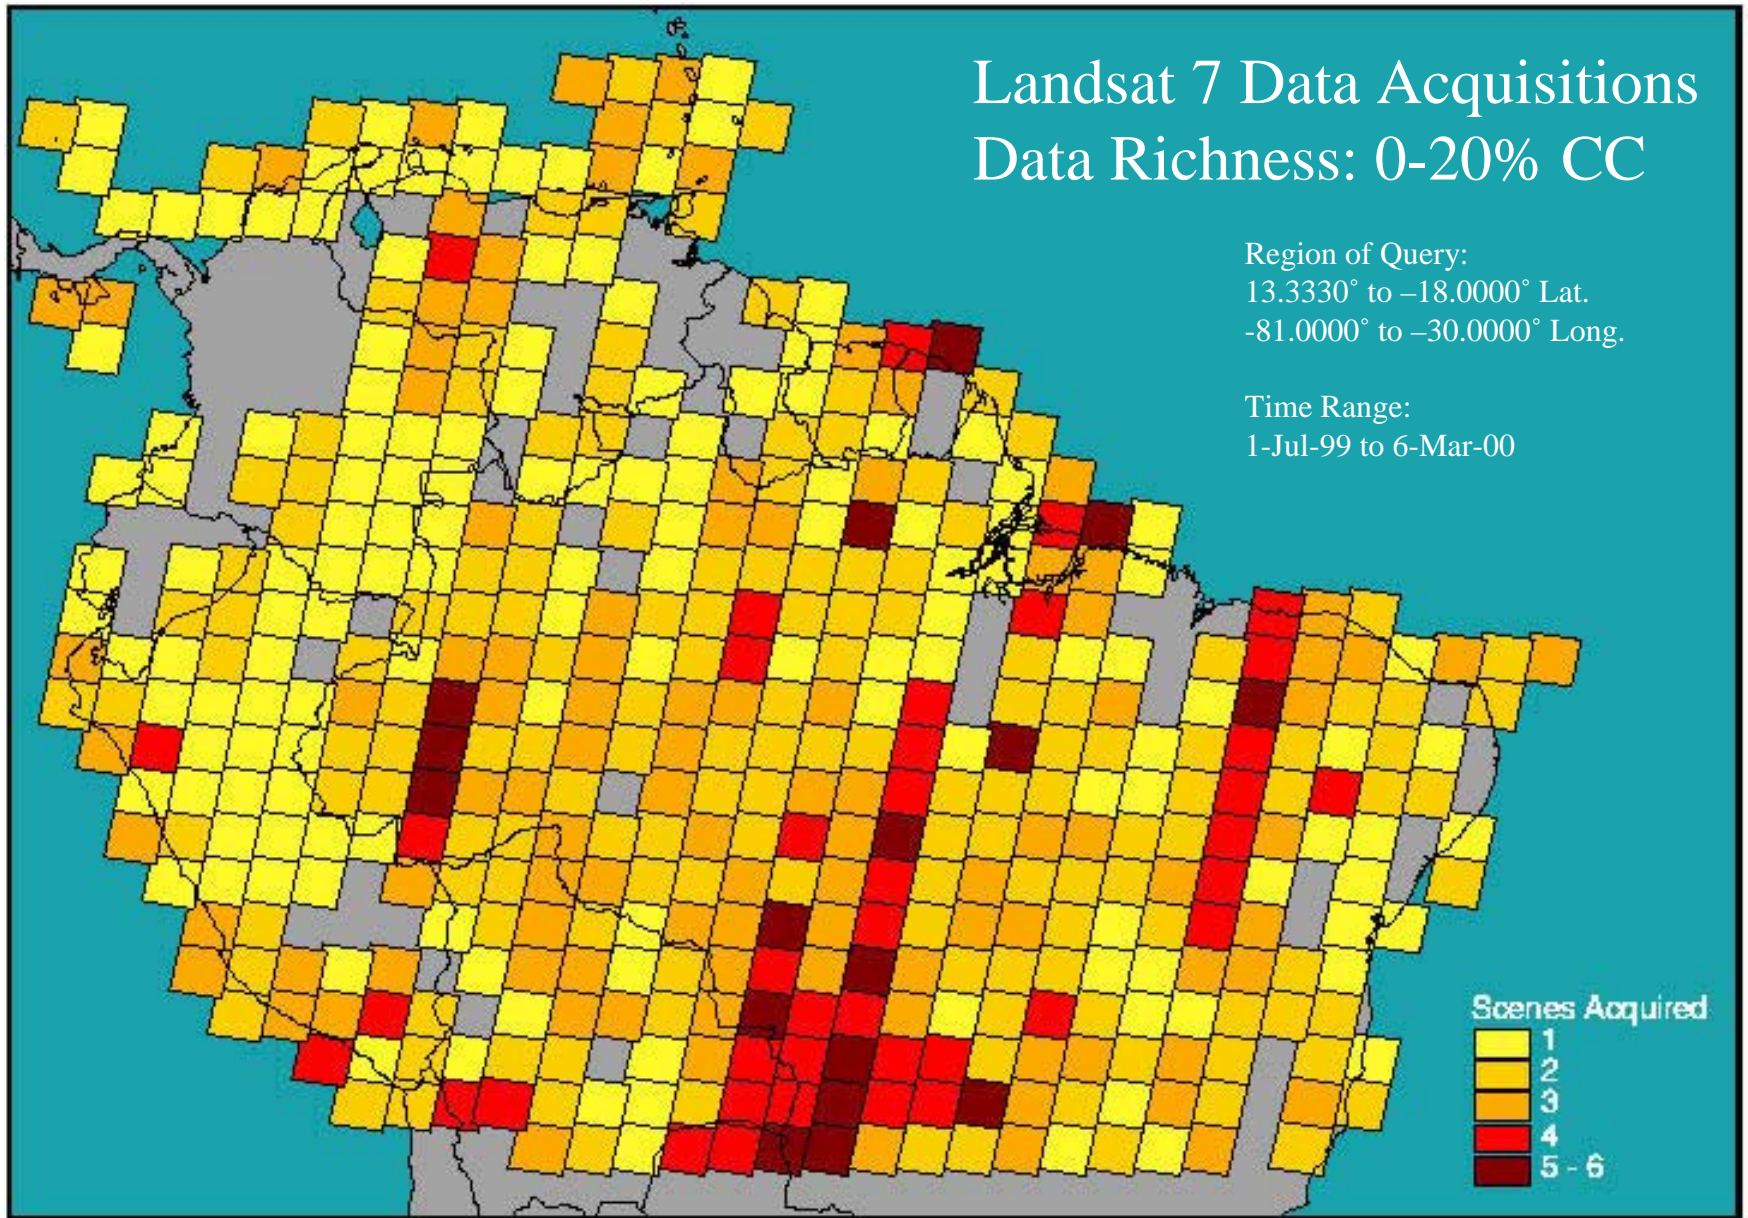 Landsat 7 Data Acquisitions
Data Richness: 0-20% CC
Region of Query:
13.3330˚ to –18.0000˚ Lat.
-81.0000˚ to –30.0000˚ Long.
Time Range:
1-Jul-99 to 6-Mar-00
Scenes Acquired
1
2
3
4
5 - 6